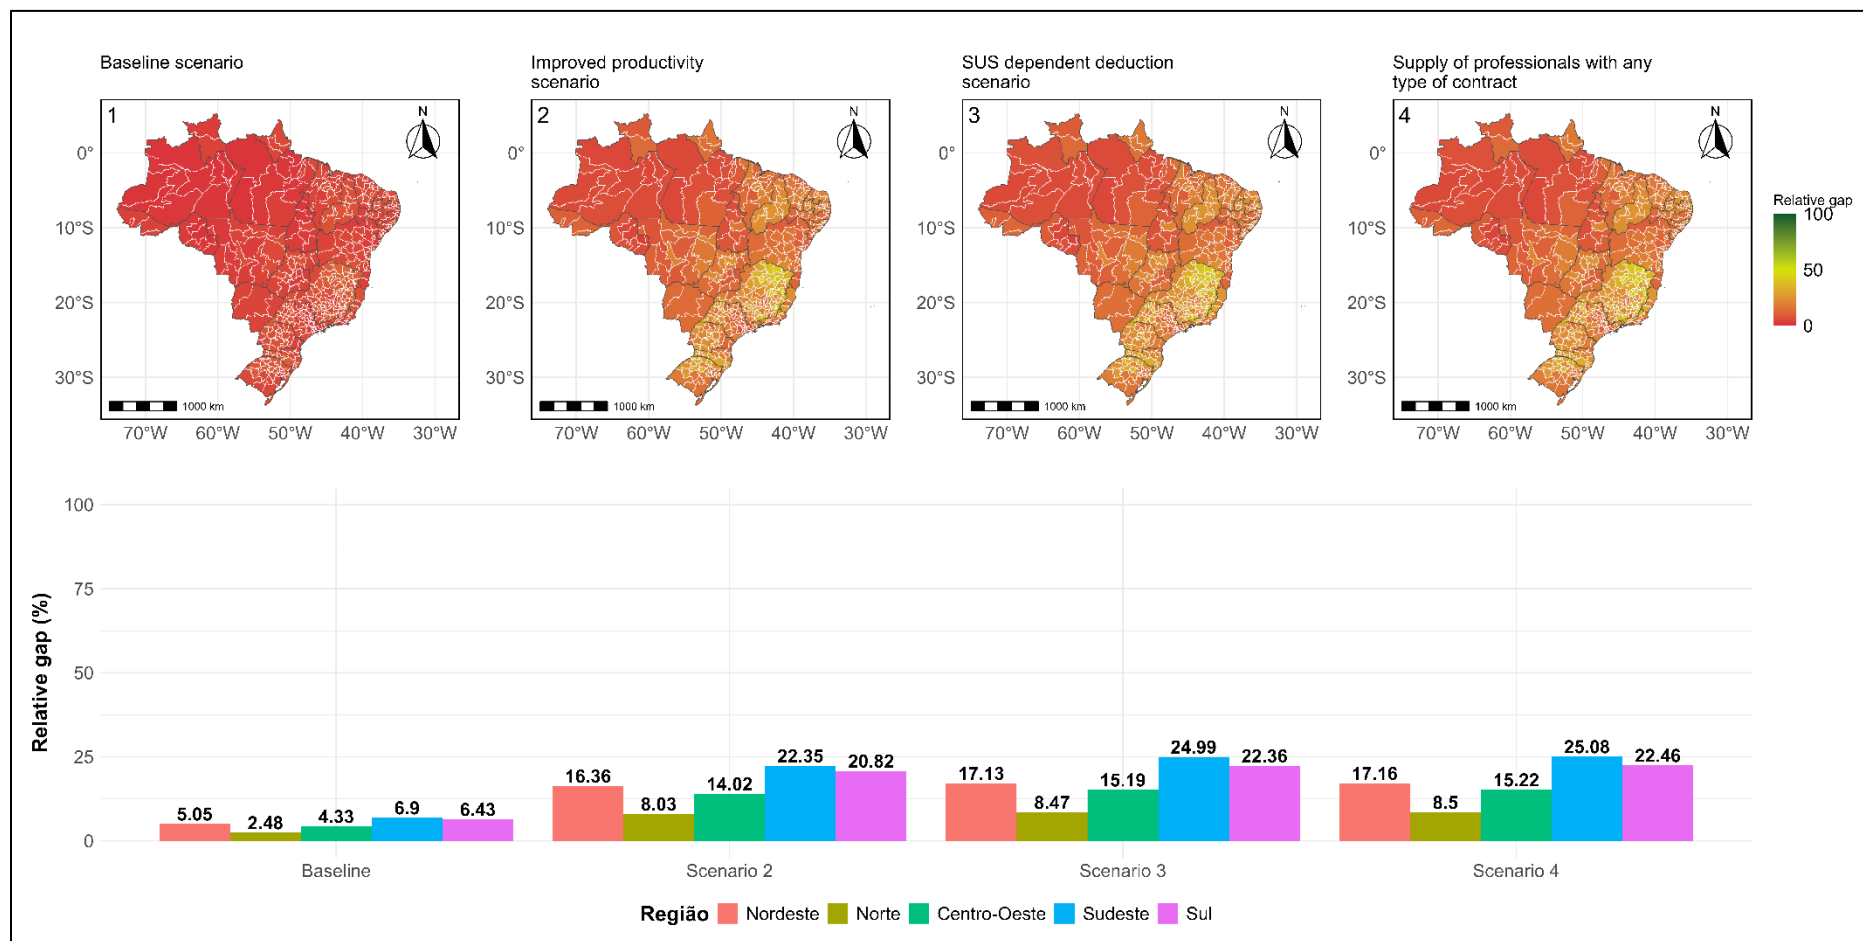 Baseline scenario
Improved productivity
scenario
SUS dependent deduction
scenario
Supply of professionals with any
type of contract
1
N
2
N
3
N
4
N
0°
10°S
20°S
30°S
0°
10°S
20°S
30°S
0°
10°S
20°S
30°S
0°
10°S
20°S
30°S
1000 km
1000 km
1000 km
1000 km
70°W 60°W 50°W 40°W 30°W
70°W 60°W 50°W 40°W 30°W
70°W 60°W 50°W 40°W 30°W
70°W 60°W 50°W 40°W 30°W
Relative gap
100
50
0
Relative gap (%)
100
75
50
25
0
5.05 2.48 4.33 6.9 6.43
16.36 8.03 14.02 22.35 20.82
17.13 8.47 15.19 24.99 22.36
17.16 8.5 15.22 25.08 22.46
Baseline Scenario 2 Scenario 3 Scenario 4
Região Nordeste Norte Centro-Oeste Sudeste Sul